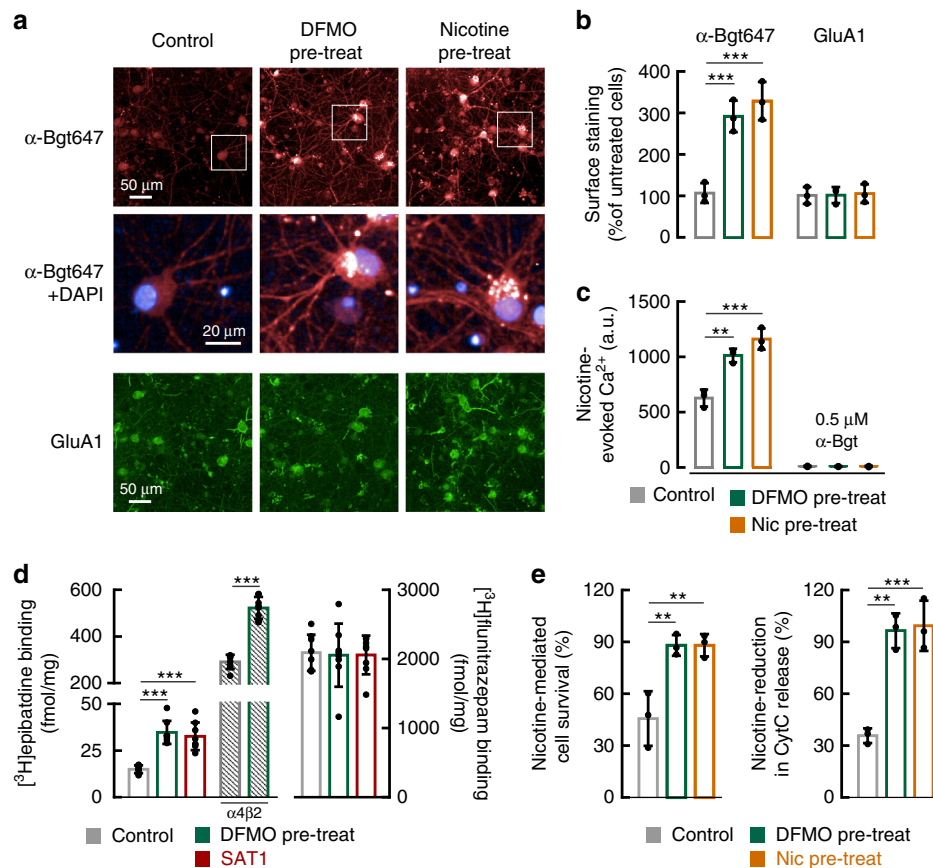 a
Control
DFMO
pre-treat
Nicotine
pre-treat
α-Bgt647
50 μm
α-Bgt647
+DAPI
20 μm
GluA1
50 μm
b
α-Bgt647
GluA1
Surface staining
(%of untreated cells)
400
300
200
100
0
***
***
c
Nicotine-
evoked Ca²⁺ (a.u.)
1500
1000
500
0
***
**
0.5 μM
α-Bgt
Control
DFMO pre-treat
Nic pre-treat
d
[³H]epibatdine binding
(fmol/mg)
600
400
200
50
25
0
***
***
***
α4β2
3000
2000
1000
0
[³H]flunitrazepam binding
(fmol/mg)
Control
DFMO pre-treat
SAT1
e
Nicotine-mediated
cell survival (%)
120
90
60
30
0
**
**
Nicotine-reduction
in CytC release (%)
120
90
60
30
0
***
**
Control
DFMO pre-treat
Nic pre-treat